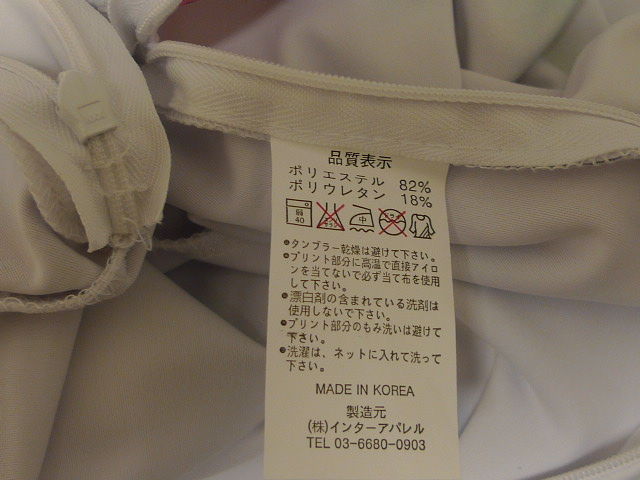 品質表示
ポリエステル 82%
ポリウレタン 18%
弱
40
中
●タンブラー乾燥は避けて下さい。
●プリント部分に高温で直接アイロ
ンを当てないで必ず当て布を使用
して下さい。
●漂白剤の含まれている洗剤は
使用しないで下さい。
●プリント部分のもみ洗いは避けて
下さい。
●洗濯は、ネットに入れて洗って
下さい。
MADE IN KOREA
製造元
(株)インターアパレル
TEL 03-6680-0903